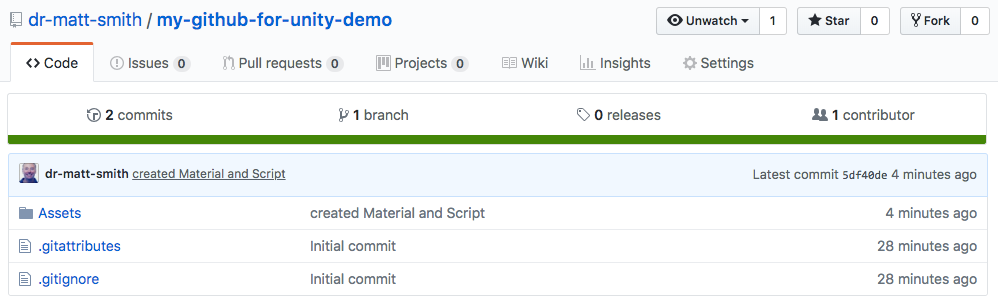 dr-matt-smith / my-github-for-unity-demo Unwatch 1 Star 0 Fork 0
Code Issues 0 Pull requests 0 Projects 0 Wiki Insights Settings
2 commits 1 branch 0 releases 1 contributor
dr-matt-smith created Material and Script Latest commit 5df40de 4 minutes ago
Assets created Material and Script 4 minutes ago
.gitattributes Initial commit 28 minutes ago
.gitignore Initial commit 28 minutes ago